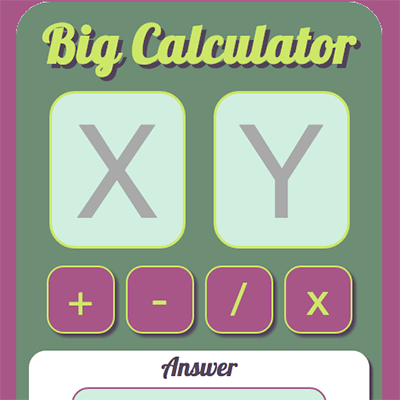 Big Calculator
X Y
+ - / x
Answer